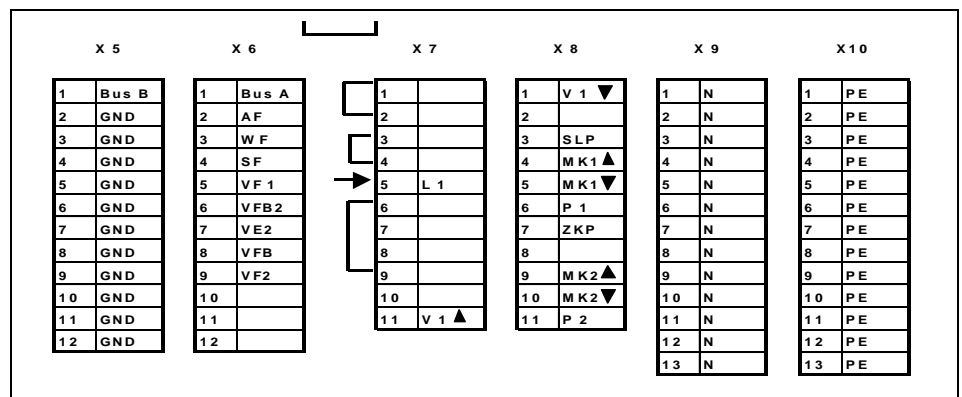 X 5 X 6 X 7 X 8 X 9 X10
1 Bus B 1 Bus A 1 1 V 1 ▼ 1 N 1 PE
2 GND 2 AF 2 2 2 N 2 PE
3 GND 3 WF 3 3 SLP 3 N 3 PE
4 GND 4 SF 4 4 MK1▲ 4 N 4 PE
5 GND 5 VF1 5 L 1 5 MK1▼ 5 N 5 PE
6 GND 6 VFB2 6 6 P 1 6 N 6 PE
7 GND 7 VE2 7 7 ZKP 7 N 7 PE
8 GND 8 VFB 8 8 8 N 8 PE
9 GND 9 VF2 9 9 MK2▲ 9 N 9 PE
10 GND 10 10 10 MK2▼ 10 N 10 PE
11 GND 11 11 V 1 ▲ 11 P 2 11 N 11 PE
12 GND 12 12 N 12 PE
13 N 13 PE